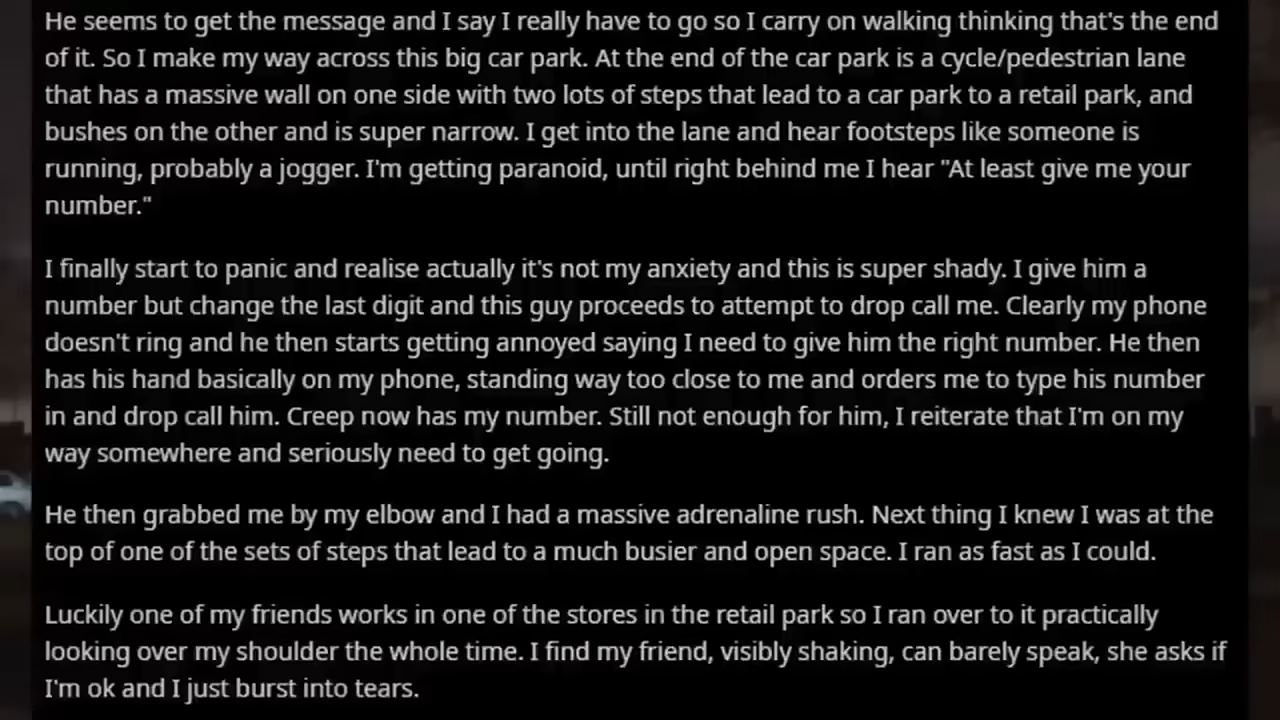 He seems to get the message and I say I really have to go so I carry on walking thinking that's the end
of it. So I make my way across this big car park. At the end of the car park is a cycle/pedestrian lane
that has a massive wall on one side with two lots of steps that lead to a car park to a retail park, and
bushes on the other and is super narrow. I get into the lane and hear footsteps like someone is
running, probably a jogger. I'm getting paranoid, until right behind me I hear "At least give me your
number."
I finally start to panic and realise actually it's not my anxiety and this is super shady. I give him a
number but change the last digit and this guy proceeds to attempt to drop call me. Clearly my phone
doesn't ring and he then starts getting annoyed saying I need to give him the right number. He then
has his hand basically on my phone, standing way too close to me and orders me to type his number
in and drop call him. Creep now has my number. Still not enough for him, I reiterate that I'm on my
way somewhere and seriously need to get going.
He then grabbed me by my elbow and I had a massive adrenaline rush. Next thing I knew I was at the
top of one of the sets of steps that lead to a much busier and open space. I ran as fast as I could.
Luckily one of my friends works in one of the stores in the retail park so I ran over to it practically
looking over my shoulder the whole time. I find my friend, visibly shaking, can barely speak, she asks if
I'm ok and I just burst into tears.